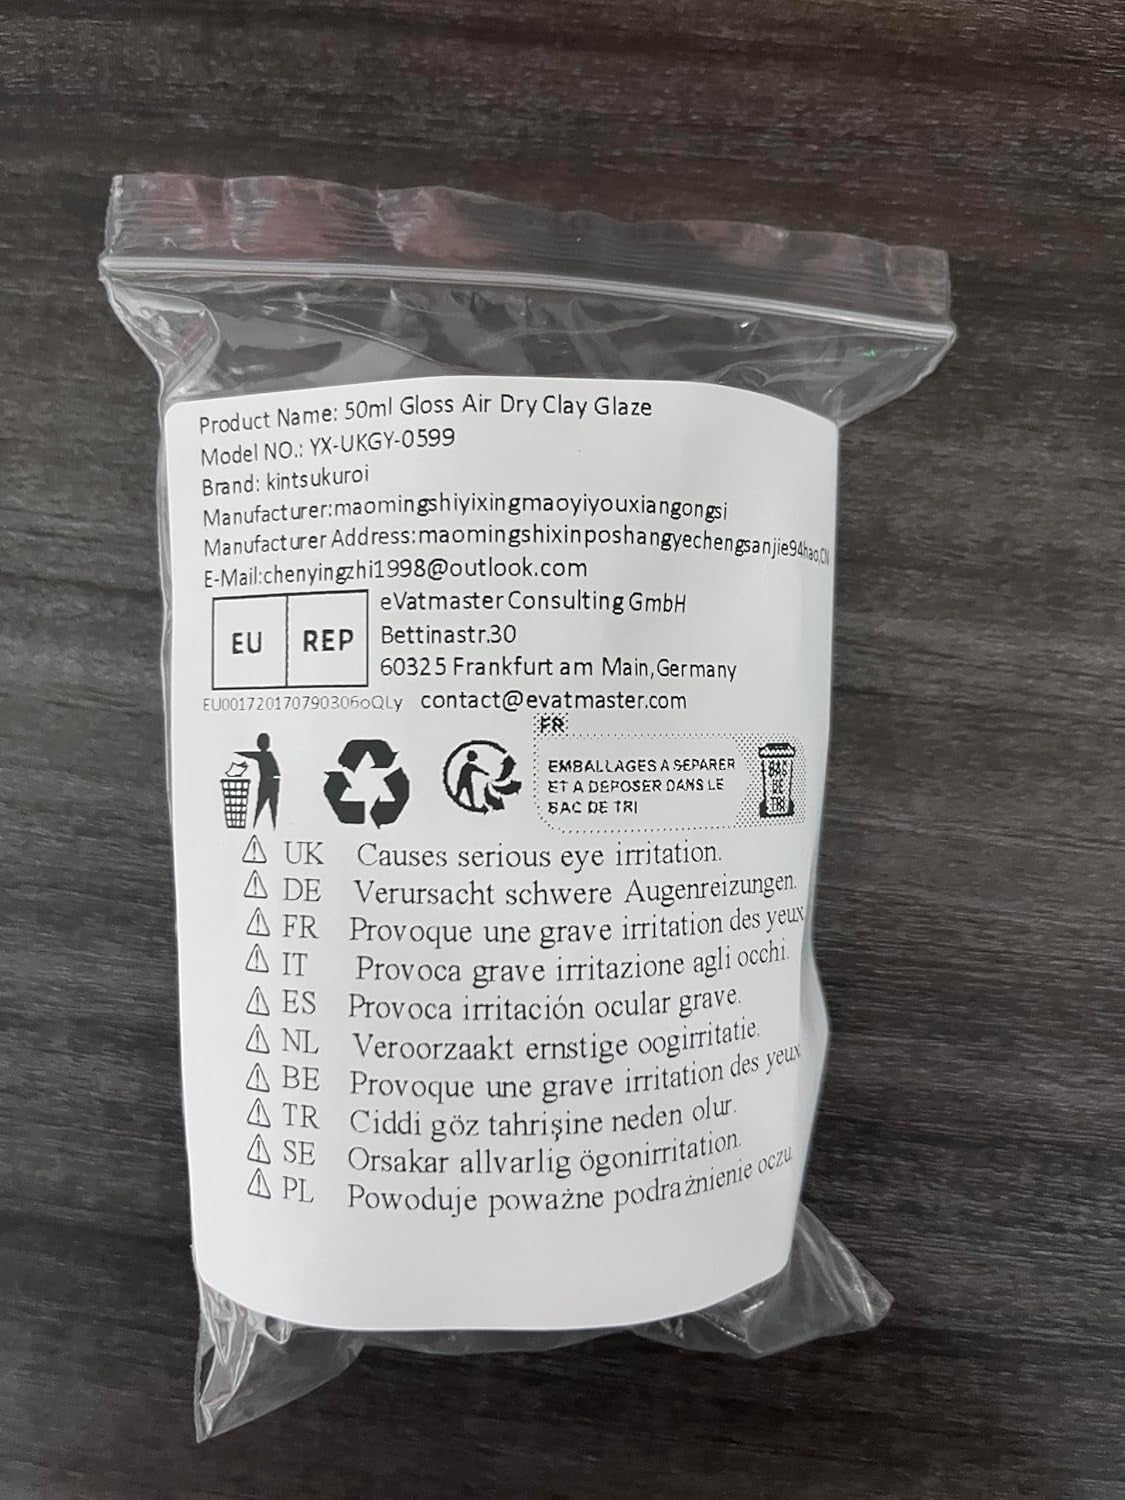 Product Name: 50ml Gloss Air Dry Clay Glaze
Model NO.: YX-UKGY-0599
Brand: kintsukuroi
Manufacturer:maomingshiyixingmaoyiyouxiangongsi
Manufacturer Address:maomingshixinposhangyechengsanjie94hao,CN
E-Mail:chenyingzhi1998@outlook.com
EU REP
eVatmaster Consulting GmbH
Bettinastr.30
60325 Frankfurt am Main,Germany
EU001720170790306oQLy contact@evatmaster.com
FR
EMBALLAGES A SEPARER
ET A DEPOSER DANS LE
BAC DE TRI
BAC
DE
TRI
⚠ UK Causes serious eye irritation.
⚠ DE Verursacht schwere Augenreizungen.
⚠ FR Provoque une grave irritation des yeux
⚠ IT Provoca grave irritazione agli occhi.
⚠ ES Provoca irritación ocular grave.
⚠ NL Veroorzaakt ernstige oogirritatie.
⚠ BE Provoque une grave irritation des yeux
⚠ TR Ciddi göz tahrişine neden olur.
⚠ SE Orsakar allvarlig ögonirritation.
⚠ PL Powoduje poważne podrażnienie oczu